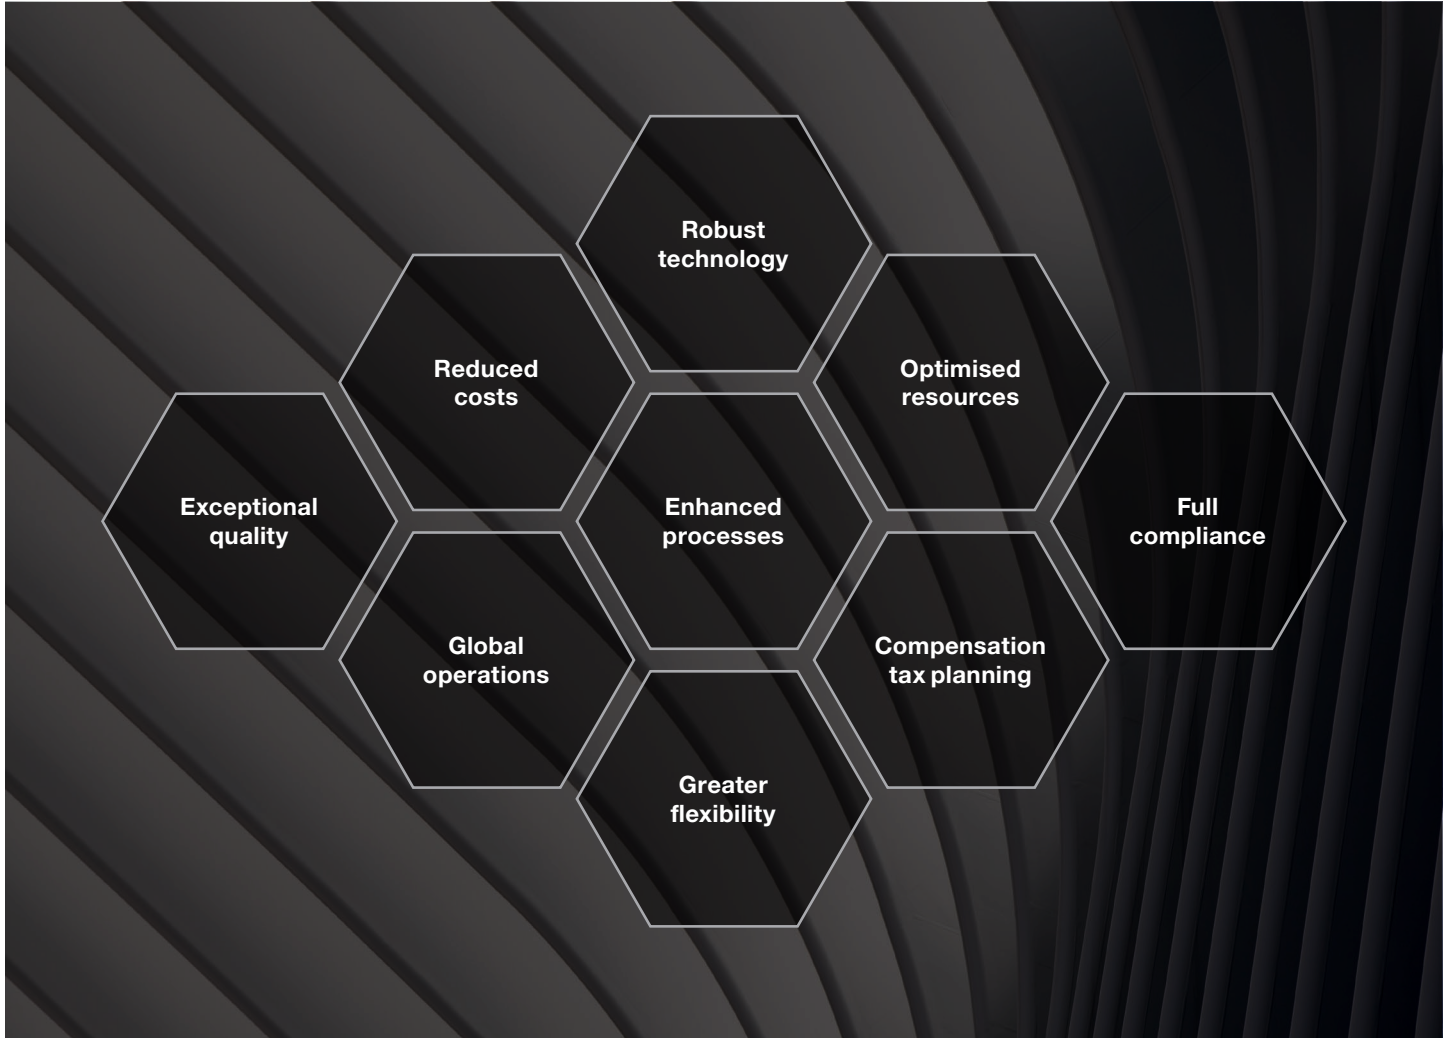 Robust
technology
Reduced
costs
Optimised
resources
Exceptional
quality
Enhanced
processes
Full
compliance
Global
operations
Compensation
tax planning
Greater
flexibility